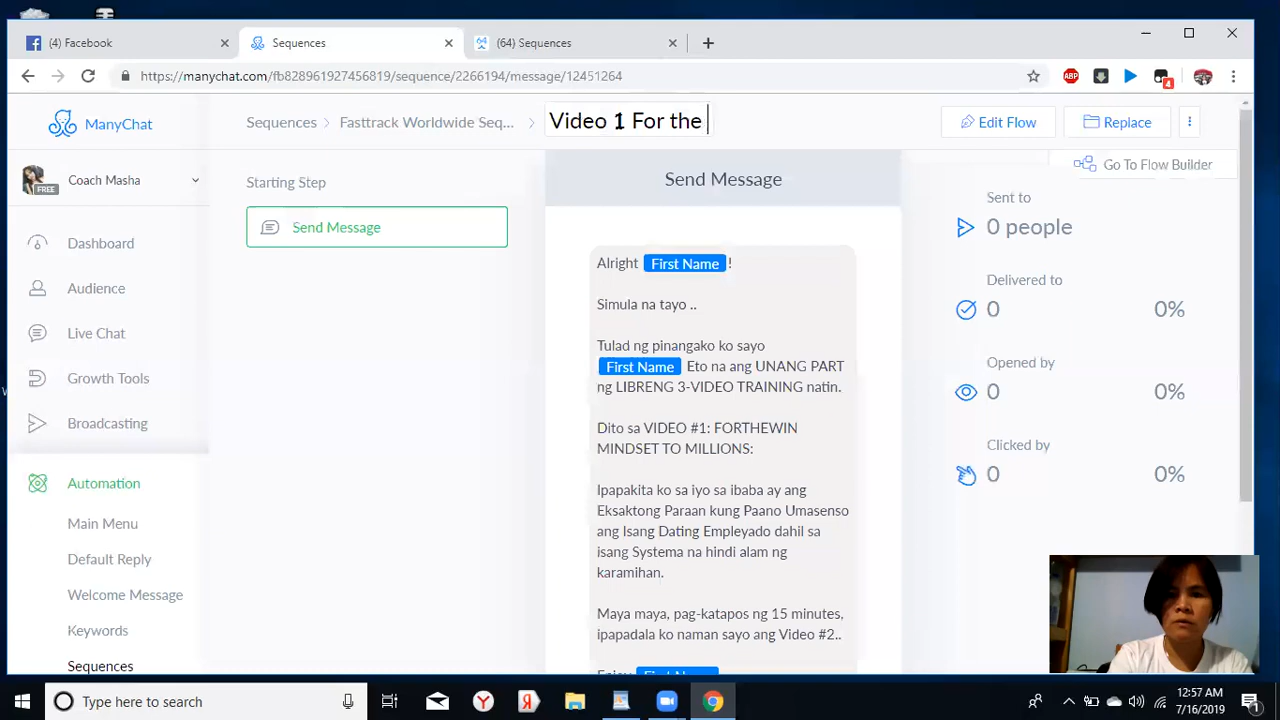 (4) Facebook
Sequences
(64) Sequences
https://manychat.com/fb828961927456819/sequence/2266194/message/12451264
ABP
4
ManyChat
Sequences
Fasttrack Worldwide Seq...
Video 1 For the
Edit Flow
Replace
Go To Flow Builder
Coach Masha
FREE
Starting Step
Send Message
Send Message
Sent to
0 people
Delivered to
0 0%
Opened by
0 0%
Clicked by
0 0%
Dashboard
Audience
Live Chat
Growth Tools
Broadcasting
Automation
Main Menu
Default Reply
Welcome Message
Keywords
Sequences
Alright First Name !
Simula na tayo ..
Tulad ng pinangako ko sayo
First Name Eto na ang UNANG PART
ng LIBRENG 3-VIDEO TRAINING natin.
Dito sa VIDEO #1: FORTHEWIN
MINDSET TO MILLIONS:
Ipapakita ko sa iyo sa ibaba ay ang
Eksaktong Paraan kung Paano Umasenso
ang Isang Dating Empleyado dahil sa
isang Systema na hindi alam ng
karamihan.
Maya maya, pag-katapos ng 15 minutes,
ipapadala ko naman sayo ang Video #2..
Type here to search
12:57 AM
7/16/2019
1